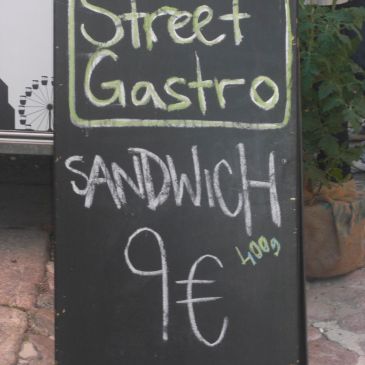 Street
Gastro
SANDWICH
400g
9€